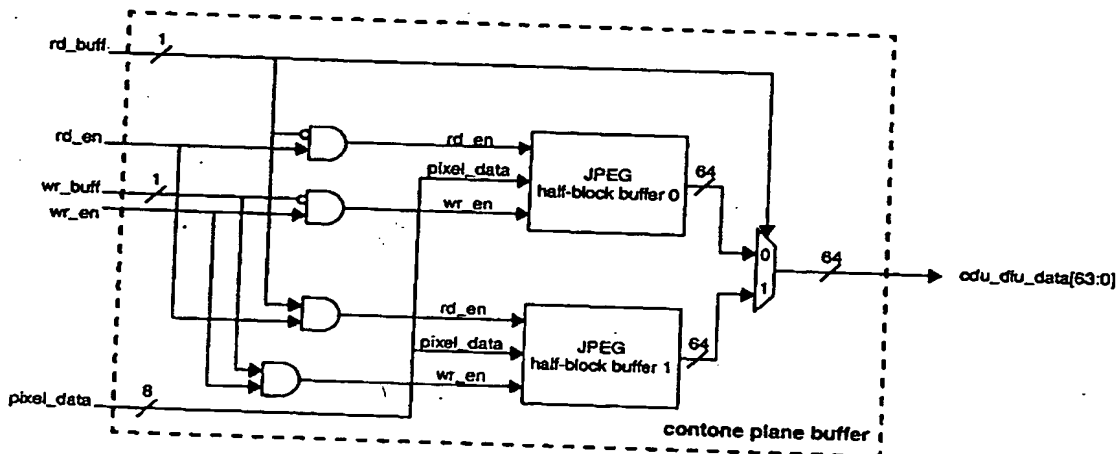 rd_buff
1
rd_en
wr_buff
1
wr_en
rd_en
pixel_data
wr_en
JPEG
half-block buffer 0
64
0
1
64
cdu_diu_data[63:0]
rd_en
pixel_data
wr_en
JPEG
half-block buffer 1
64
pixel_data
8
contone plane buffer